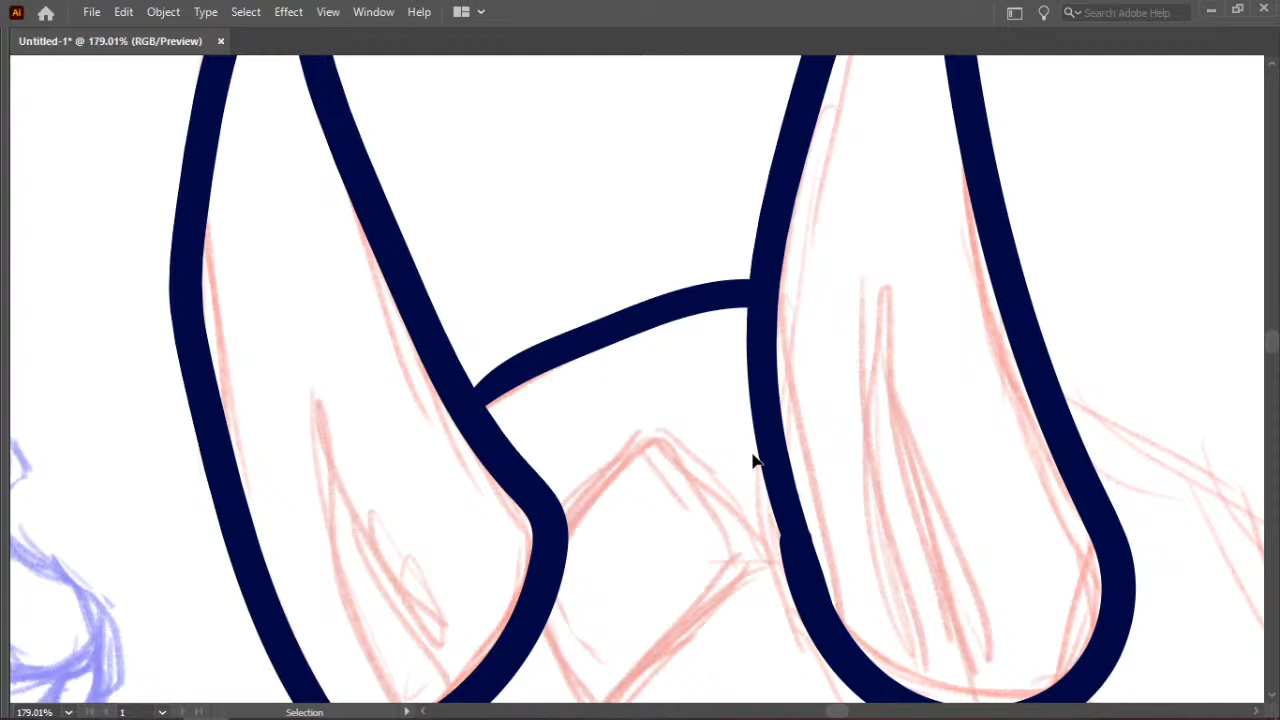 Ai File Edit Object Type Select Effect View Window Help Search Adobe Help
Untitled-1* @ 179.01% (RGB/Preview) ×
179.01% 1 Selection